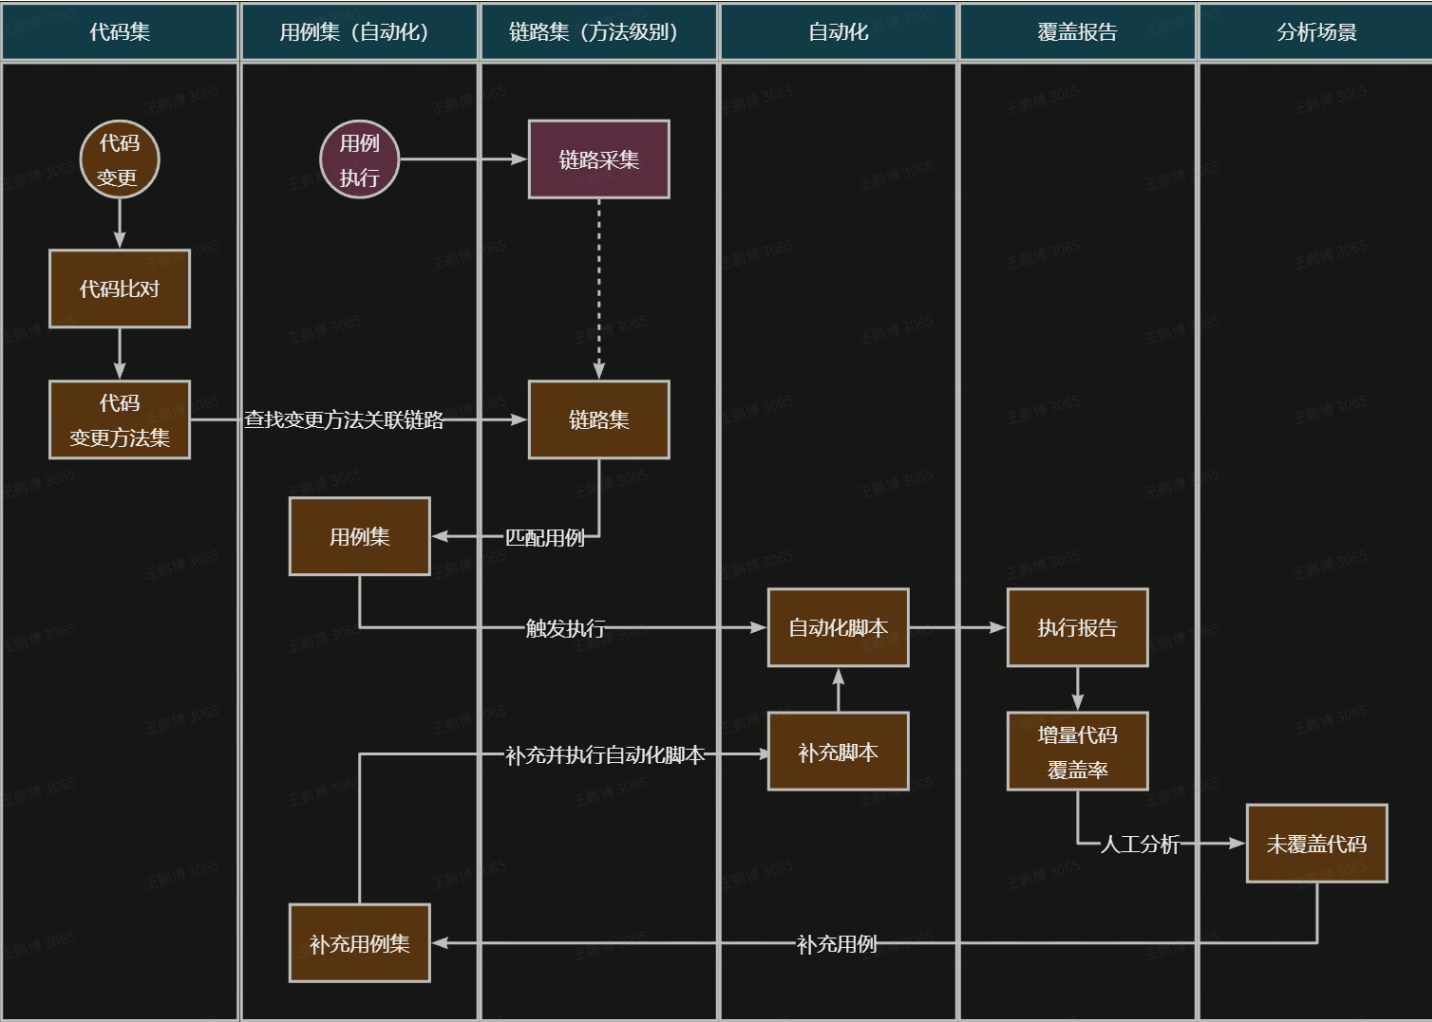 代码集
用例集（自动化）
链路集（方法级别）
自动化
覆盖报告
分析场景
代码
变更
用例
执行
链路采集
代码比对
代码
变更方法集
查找变更方法关联链路
链路集
用例集
匹配用例
触发执行
自动化脚本
执行报告
补充并执行自动化脚本
补充脚本
增量代码
覆盖率
人工分析
未覆盖代码
补充用例集
补充用例
王鹏博 3065